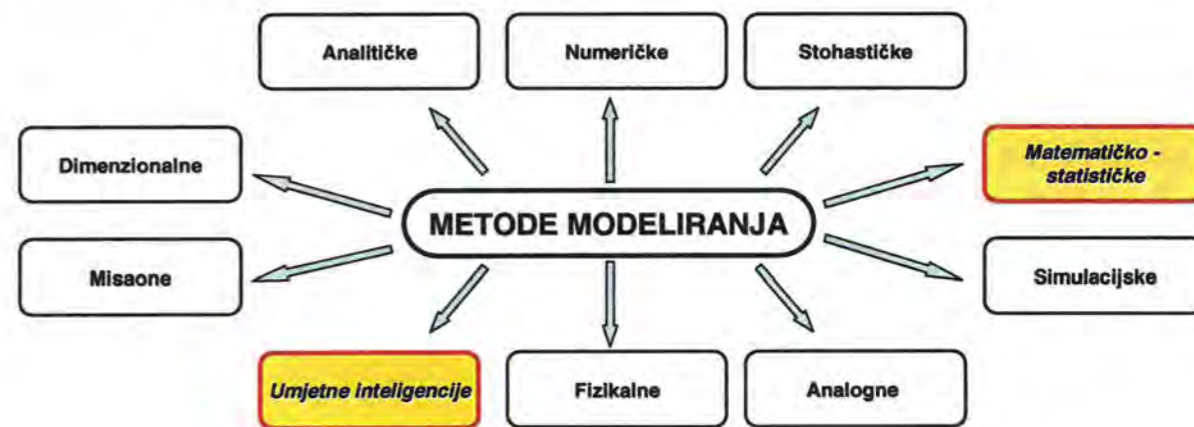 Analitičke
Numeričke
Stohastičke
Dimenzionalne
Matematičko -
statističke
METODE MODELIRANJA
Misaone
Simulacijske
Umjetne inteligencije
Fizikalne
Analogne